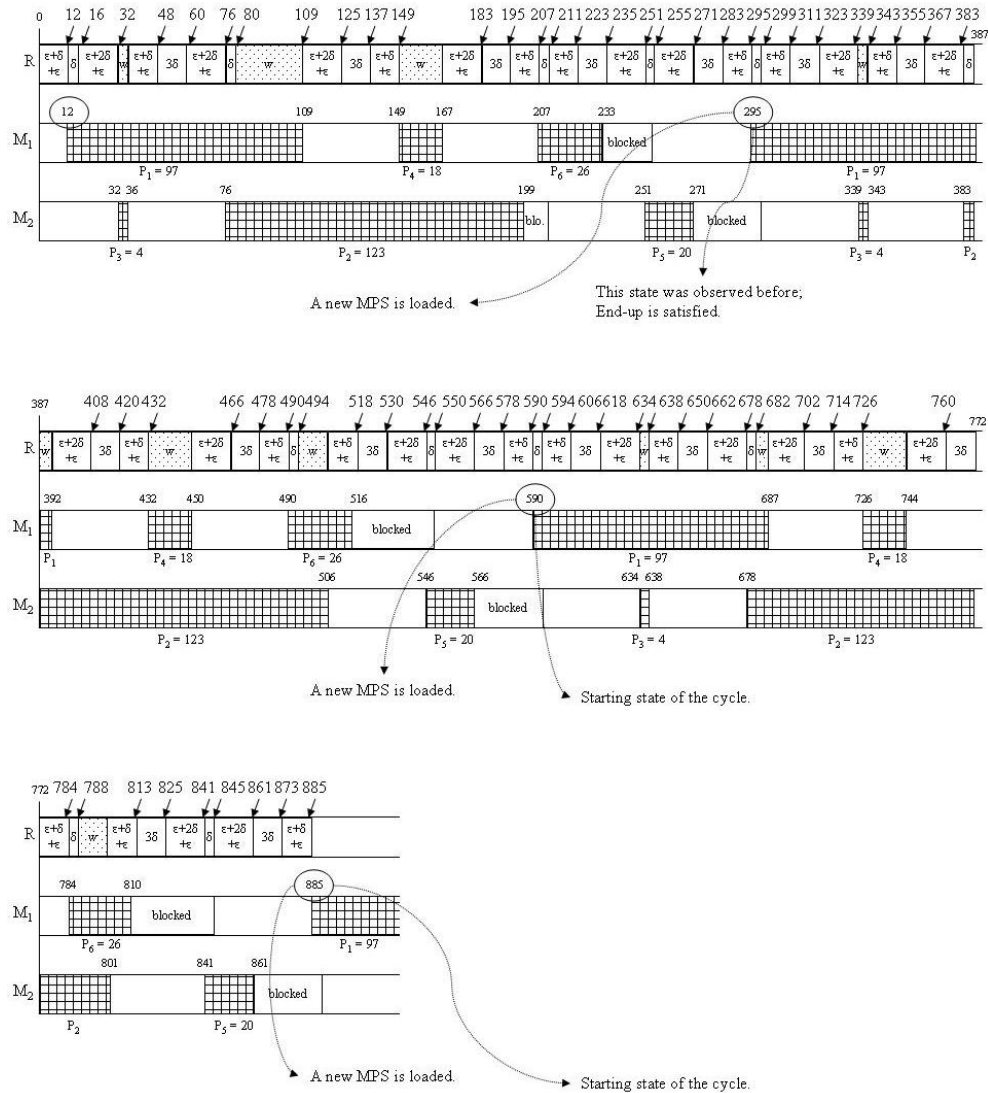 0 12 16 32 48 60 76 80 109 125 137 149 183 195 207 211 223 235 251 255 271 283 295 299 311 323 339 343 355 367 383 387
R ε+δ+ε δ ε+2δ+ε w ε+δ+ε 3δ ε+2δ+ε δ w ε+2δ+ε 3δ ε+δ+ε w ε+2δ+ε 3δ ε+δ+ε δ ε+2δ+ε 3δ ε+2δ+ε δ ε+2δ+ε 3δ ε+δ+ε δ ε+δ+ε 3δ ε+2δ+ε w ε+δ+ε 3δ ε+2δ+ε δ
12 109 149 167 207 233 295
M1 blocked
P1 = 97 P4 = 18 P6 = 26 P1 = 97
32 36 76 199 251 271 339 343 383
M2 blo. blocked
P3 = 4 P2 = 123 P5 = 20 P3 = 4 P2
A new MPS is loaded.
This state was observed before;
End-up is satisfied.
387 408 420 432 466 478 490 494 518 530 546 550 566 578 590 594 606 618 634 638 650 662 678 682 702 714 726 760 772
R w ε+2δ+ε 3δ ε+δ+ε w ε+2δ+ε 3δ ε+δ+ε δ w ε+δ+ε 3δ ε+2δ+ε δ ε+2δ+ε 3δ ε+δ+ε δ ε+δ+ε 3δ ε+2δ+ε w ε+δ+ε 3δ ε+2δ+ε δ w ε+2δ+ε 3δ ε+δ+ε w ε+2δ+ε 3δ
392 432 450 490 516 590 687 726 744
M1 blocked
P1 P4 = 18 P6 = 26 P1 = 97 P4 = 18
506 546 566 634 638 678
M2 blocked
P2 = 123 P5 = 20 P3 = 4 P2 = 123
A new MPS is loaded.
Starting state of the cycle.
772 784 788 813 825 841 845 861 873 885
R ε+δ+ε δ w ε+δ+ε 3δ ε+2δ+ε δ ε+2δ+ε 3δ ε+δ+ε
784 810 885
M1 blocked
P6 = 26 P1 = 97
801 841 861
M2 blocked
P2 P5 = 20
A new MPS is loaded.
Starting state of the cycle.